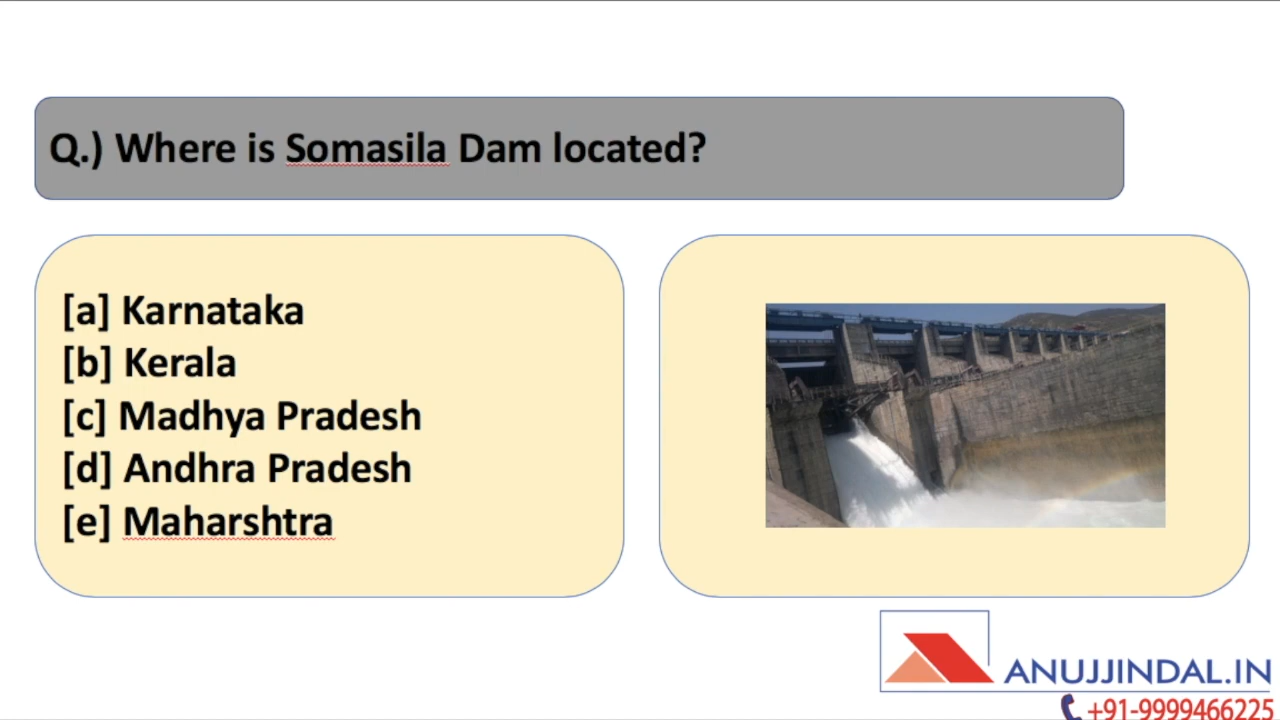 Q.) Where is Somasila Dam located?
[a] Karnataka
[b] Kerala
[c] Madhya Pradesh
[d] Andhra Pradesh
[e] Maharshtra
ANUJJINDAL.IN
+91-9999466225